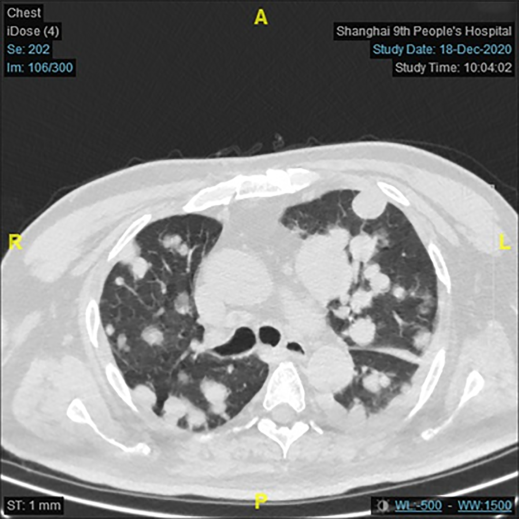 Chest
iDose (4)
Se: 202
Im: 106/300
A
Shanghai 9th People's Hospital
Study Date: 18-Dec-2020
Study Time: 10:04:02
R
L
ST: 1 mm
P
WL: -500 - WW: 1500